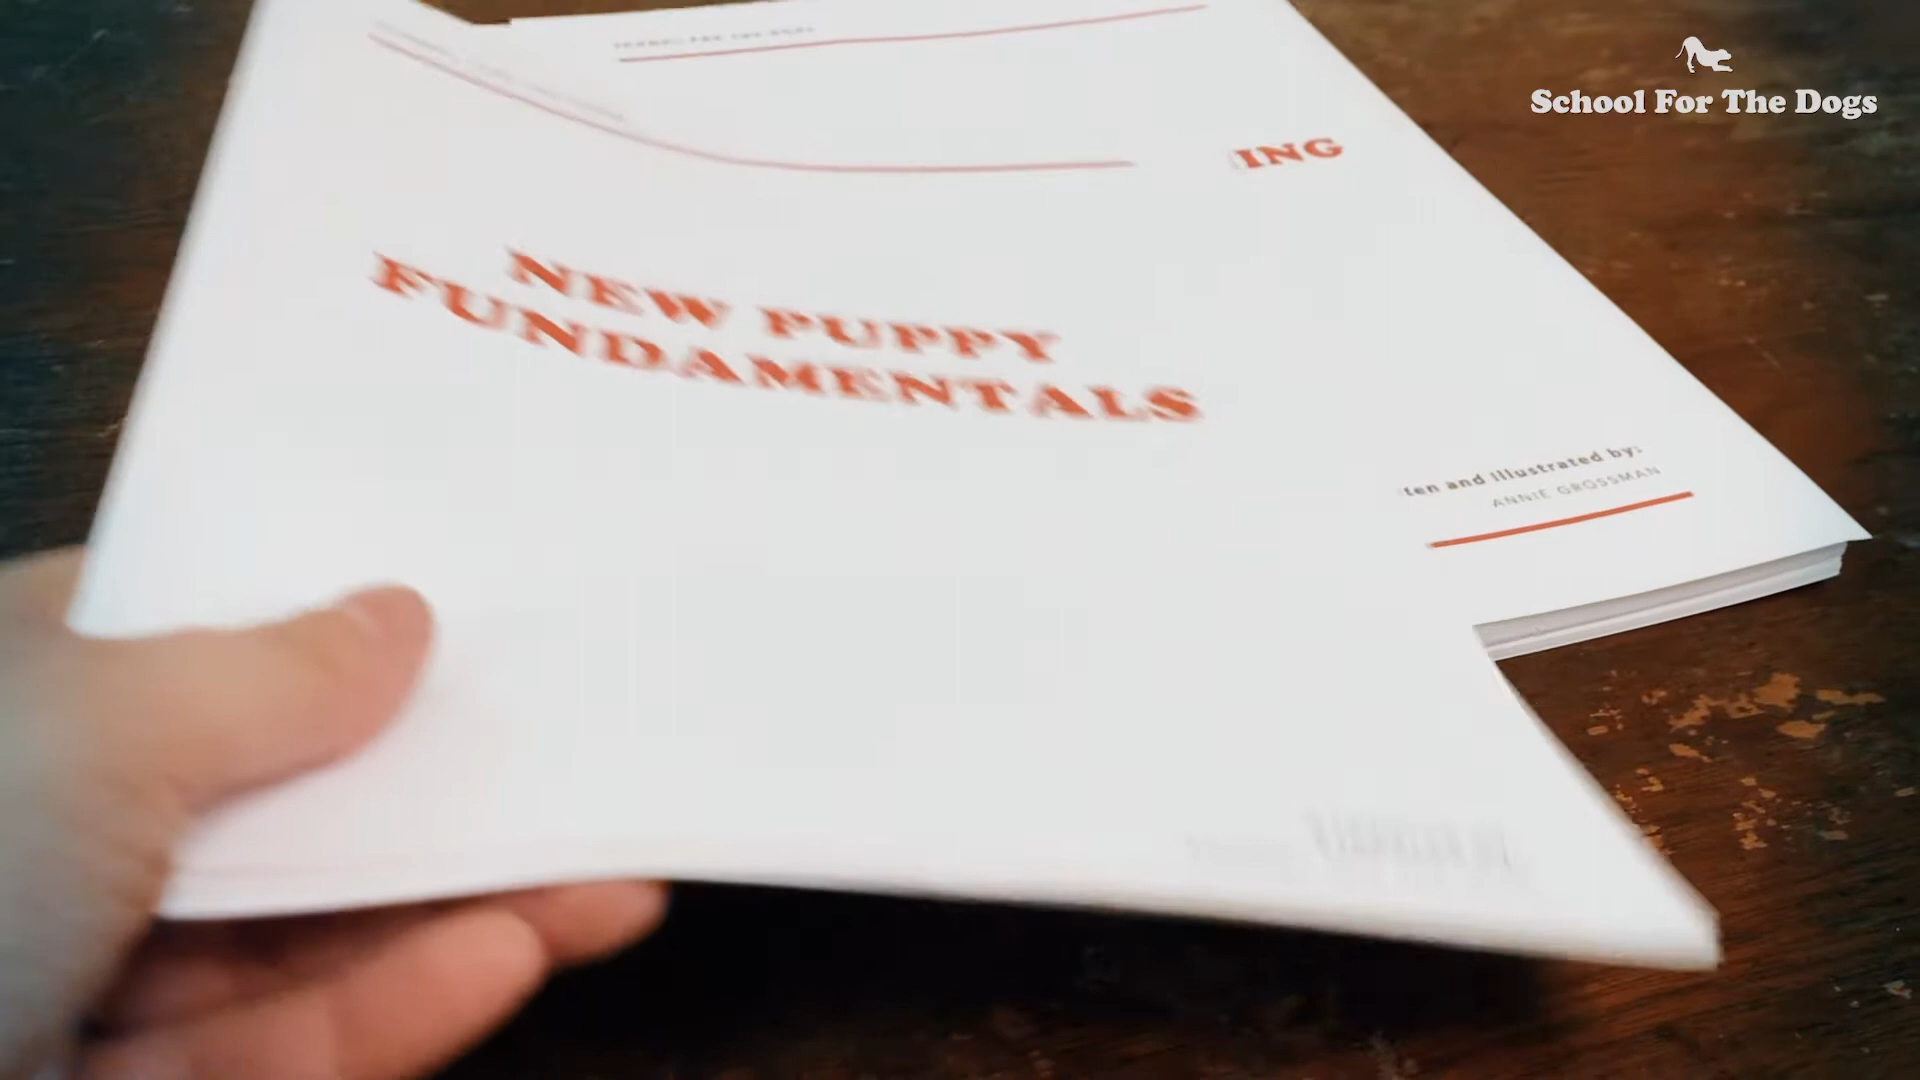 School For The Dogs
ING
NEW PUPPY
FUNDAMENTALS
ten and illustrated by:
ANNIE GROSSMAN